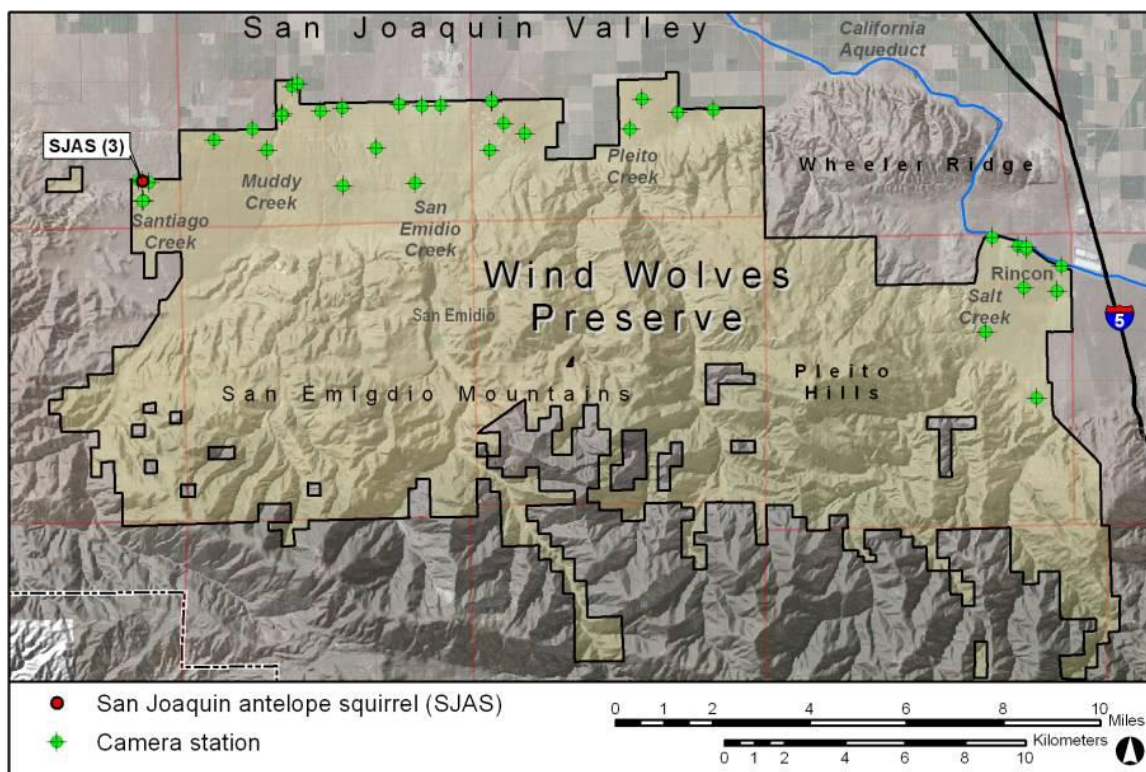 San Joaquin Valley
California
Aqueduct
SJAS (3)
Pleito
Creek
Wheeler Ridge
Muddy
Creek
Santiago
Creek
San
Emidio
Creek
Wind Wolves
Preserve
Rincon
Salt
Creek
5
San Emidio
Pleito
Hills
San Emigdio Mountains
San Joaquin antelope squirrel (SJAS)
Camera station
0 2 4 6 8 10
Miles
Kilometers
0 1 2 4 6 8 10